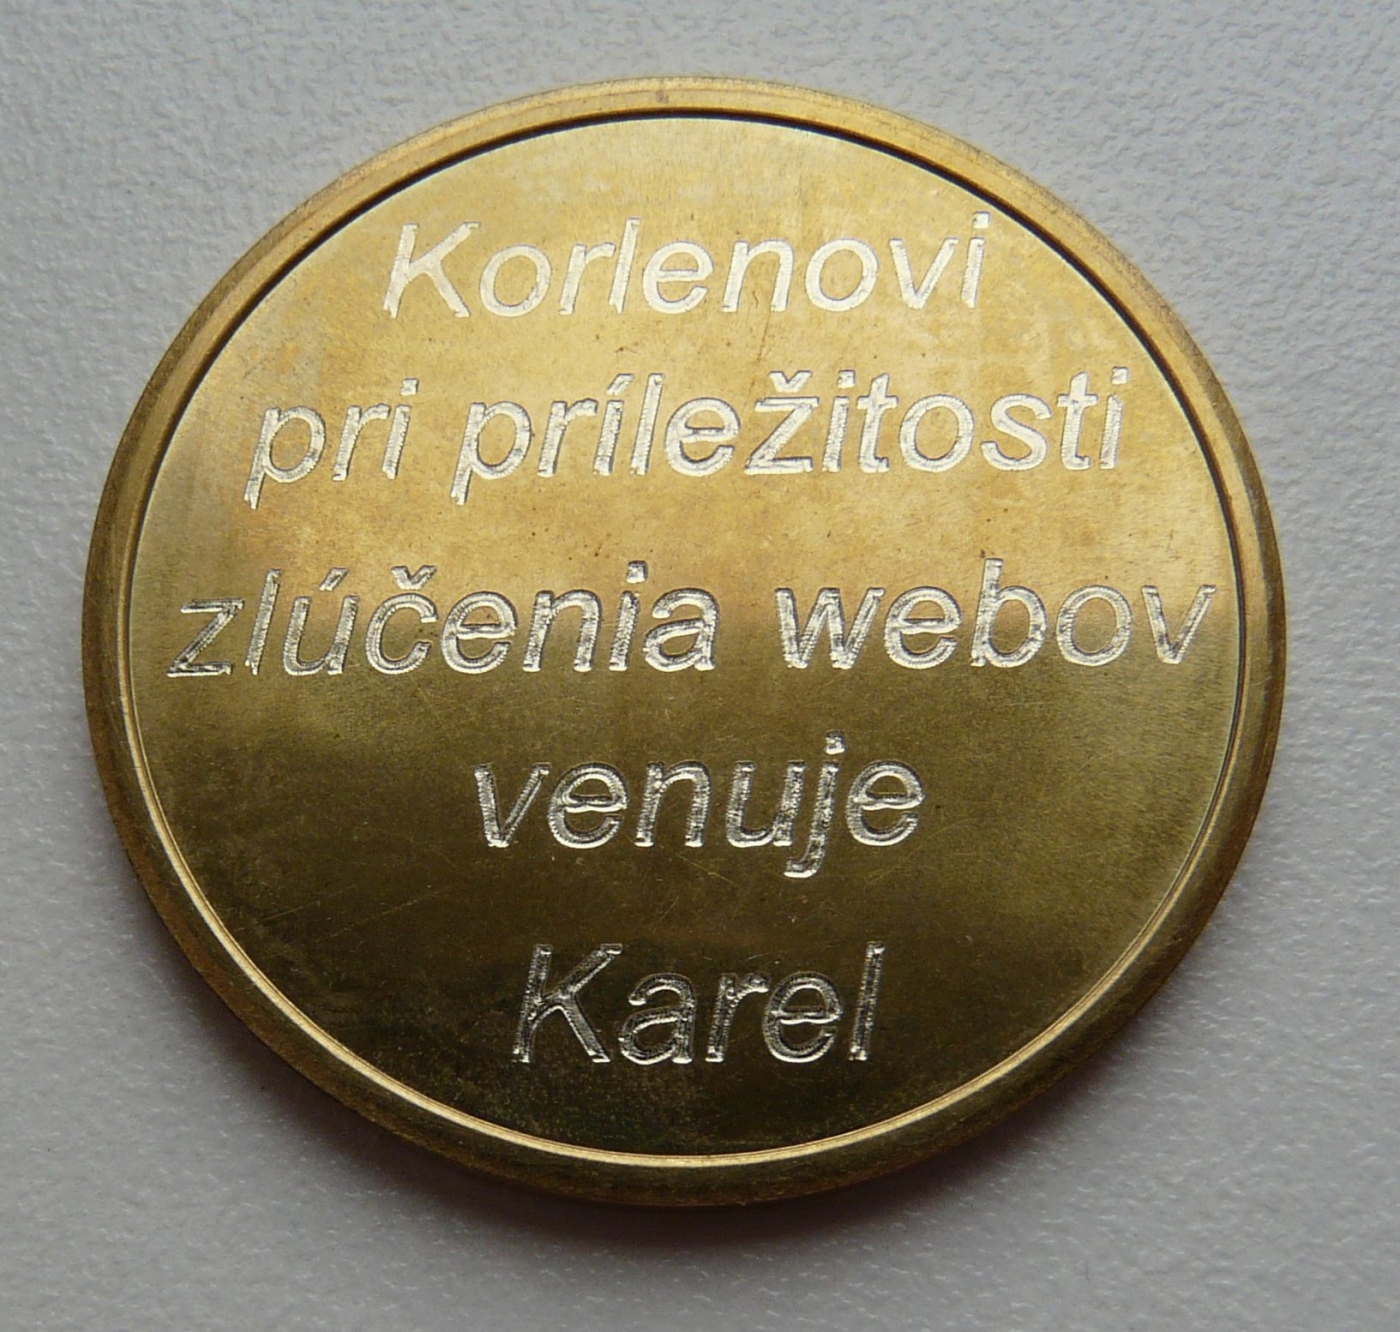 Korlenovi
pri príležitosti
zlúčenia webov
venuje
Karel